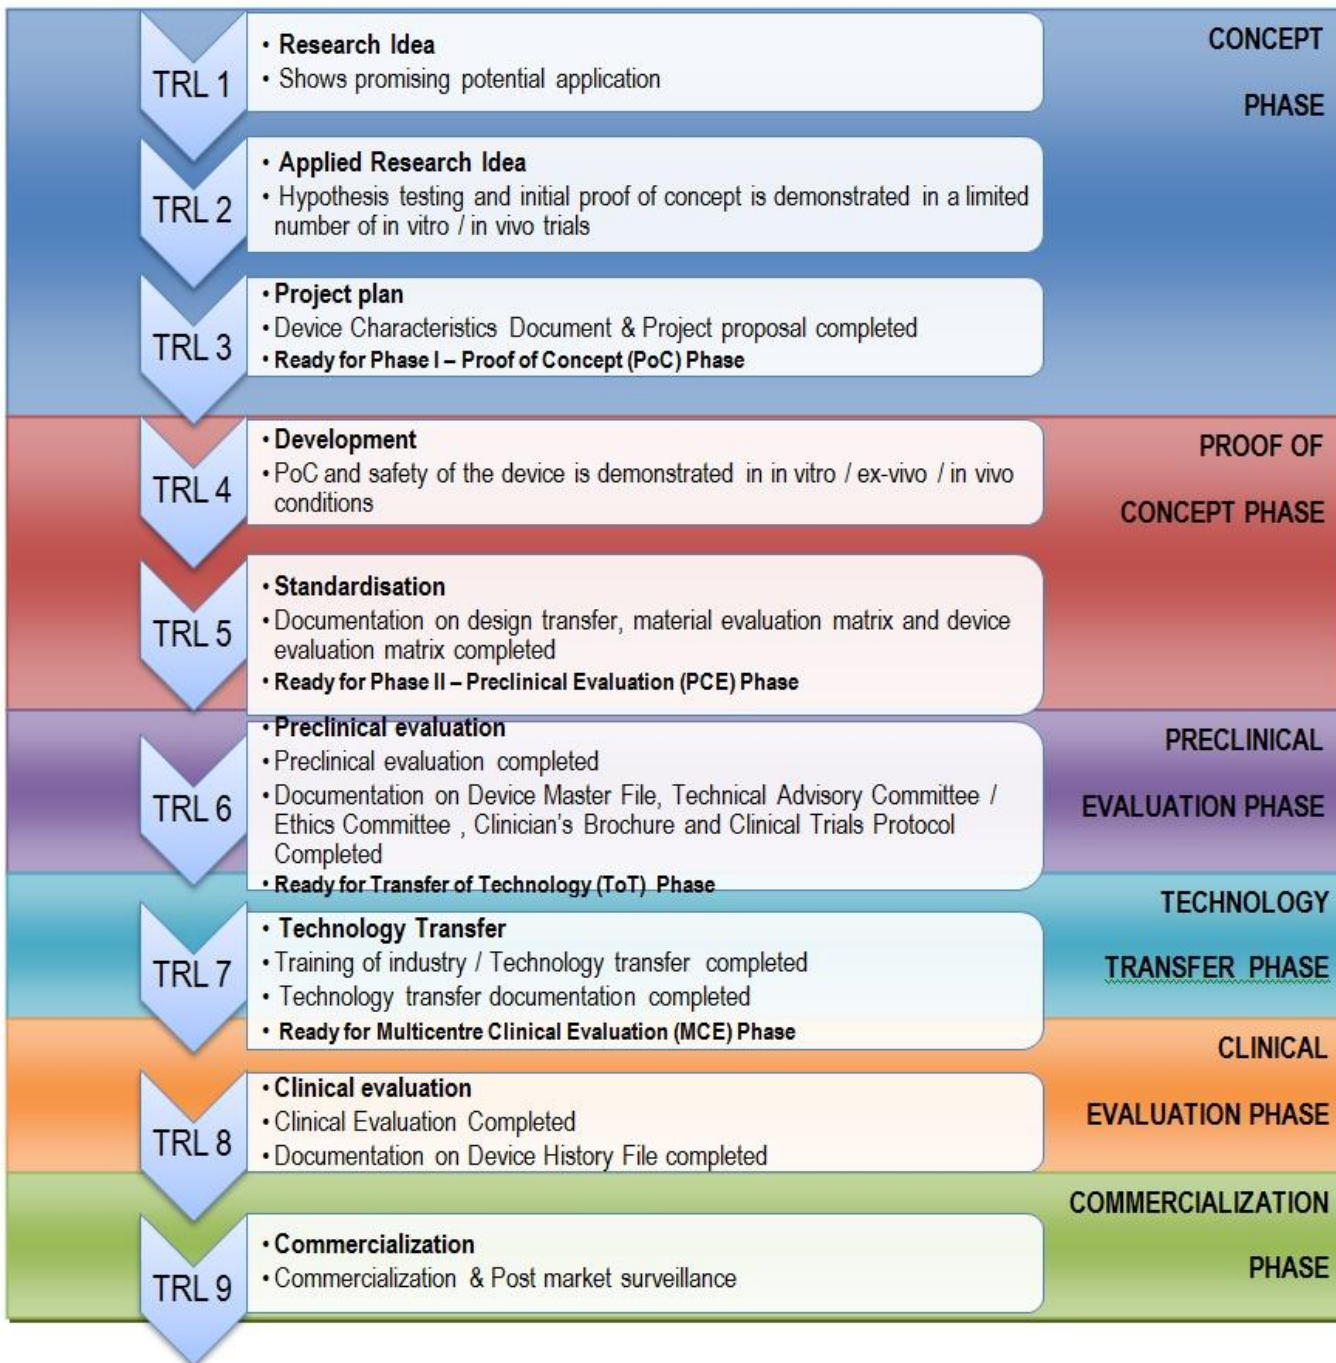 CONCEPT
PHASE
TRL 1
• Research Idea
• Shows promising potential application
TRL 2
• Applied Research Idea
• Hypothesis testing and initial proof of concept is demonstrated in a limited
number of in vitro / in vivo trials
TRL 3
• Project plan
• Device Characteristics Document & Project proposal completed
• Ready for Phase I – Proof of Concept (PoC) Phase
PROOF OF
CONCEPT PHASE
TRL 4
• Development
• PoC and safety of the device is demonstrated in in vitro / ex-vivo / in vivo
conditions
TRL 5
• Standardisation
• Documentation on design transfer, material evaluation matrix and device
evaluation matrix completed
• Ready for Phase II – Preclinical Evaluation (PCE) Phase
PRECLINICAL
EVALUATION PHASE
TRL 6
• Preclinical evaluation
• Preclinical evaluation completed
• Documentation on Device Master File, Technical Advisory Committee /
Ethics Committee , Clinician's Brochure and Clinical Trials Protocol
Completed
• Ready for Transfer of Technology (ToT) Phase
TECHNOLOGY
TRANSFER PHASE
TRL 7
• Technology Transfer
• Training of industry / Technology transfer completed
• Technology transfer documentation completed
• Ready for Multicentre Clinical Evaluation (MCE) Phase
CLINICAL
EVALUATION PHASE
TRL 8
• Clinical evaluation
• Clinical Evaluation Completed
• Documentation on Device History File completed
COMMERCIALIZATION
PHASE
TRL 9
• Commercialization
• Commercialization & Post market surveillance